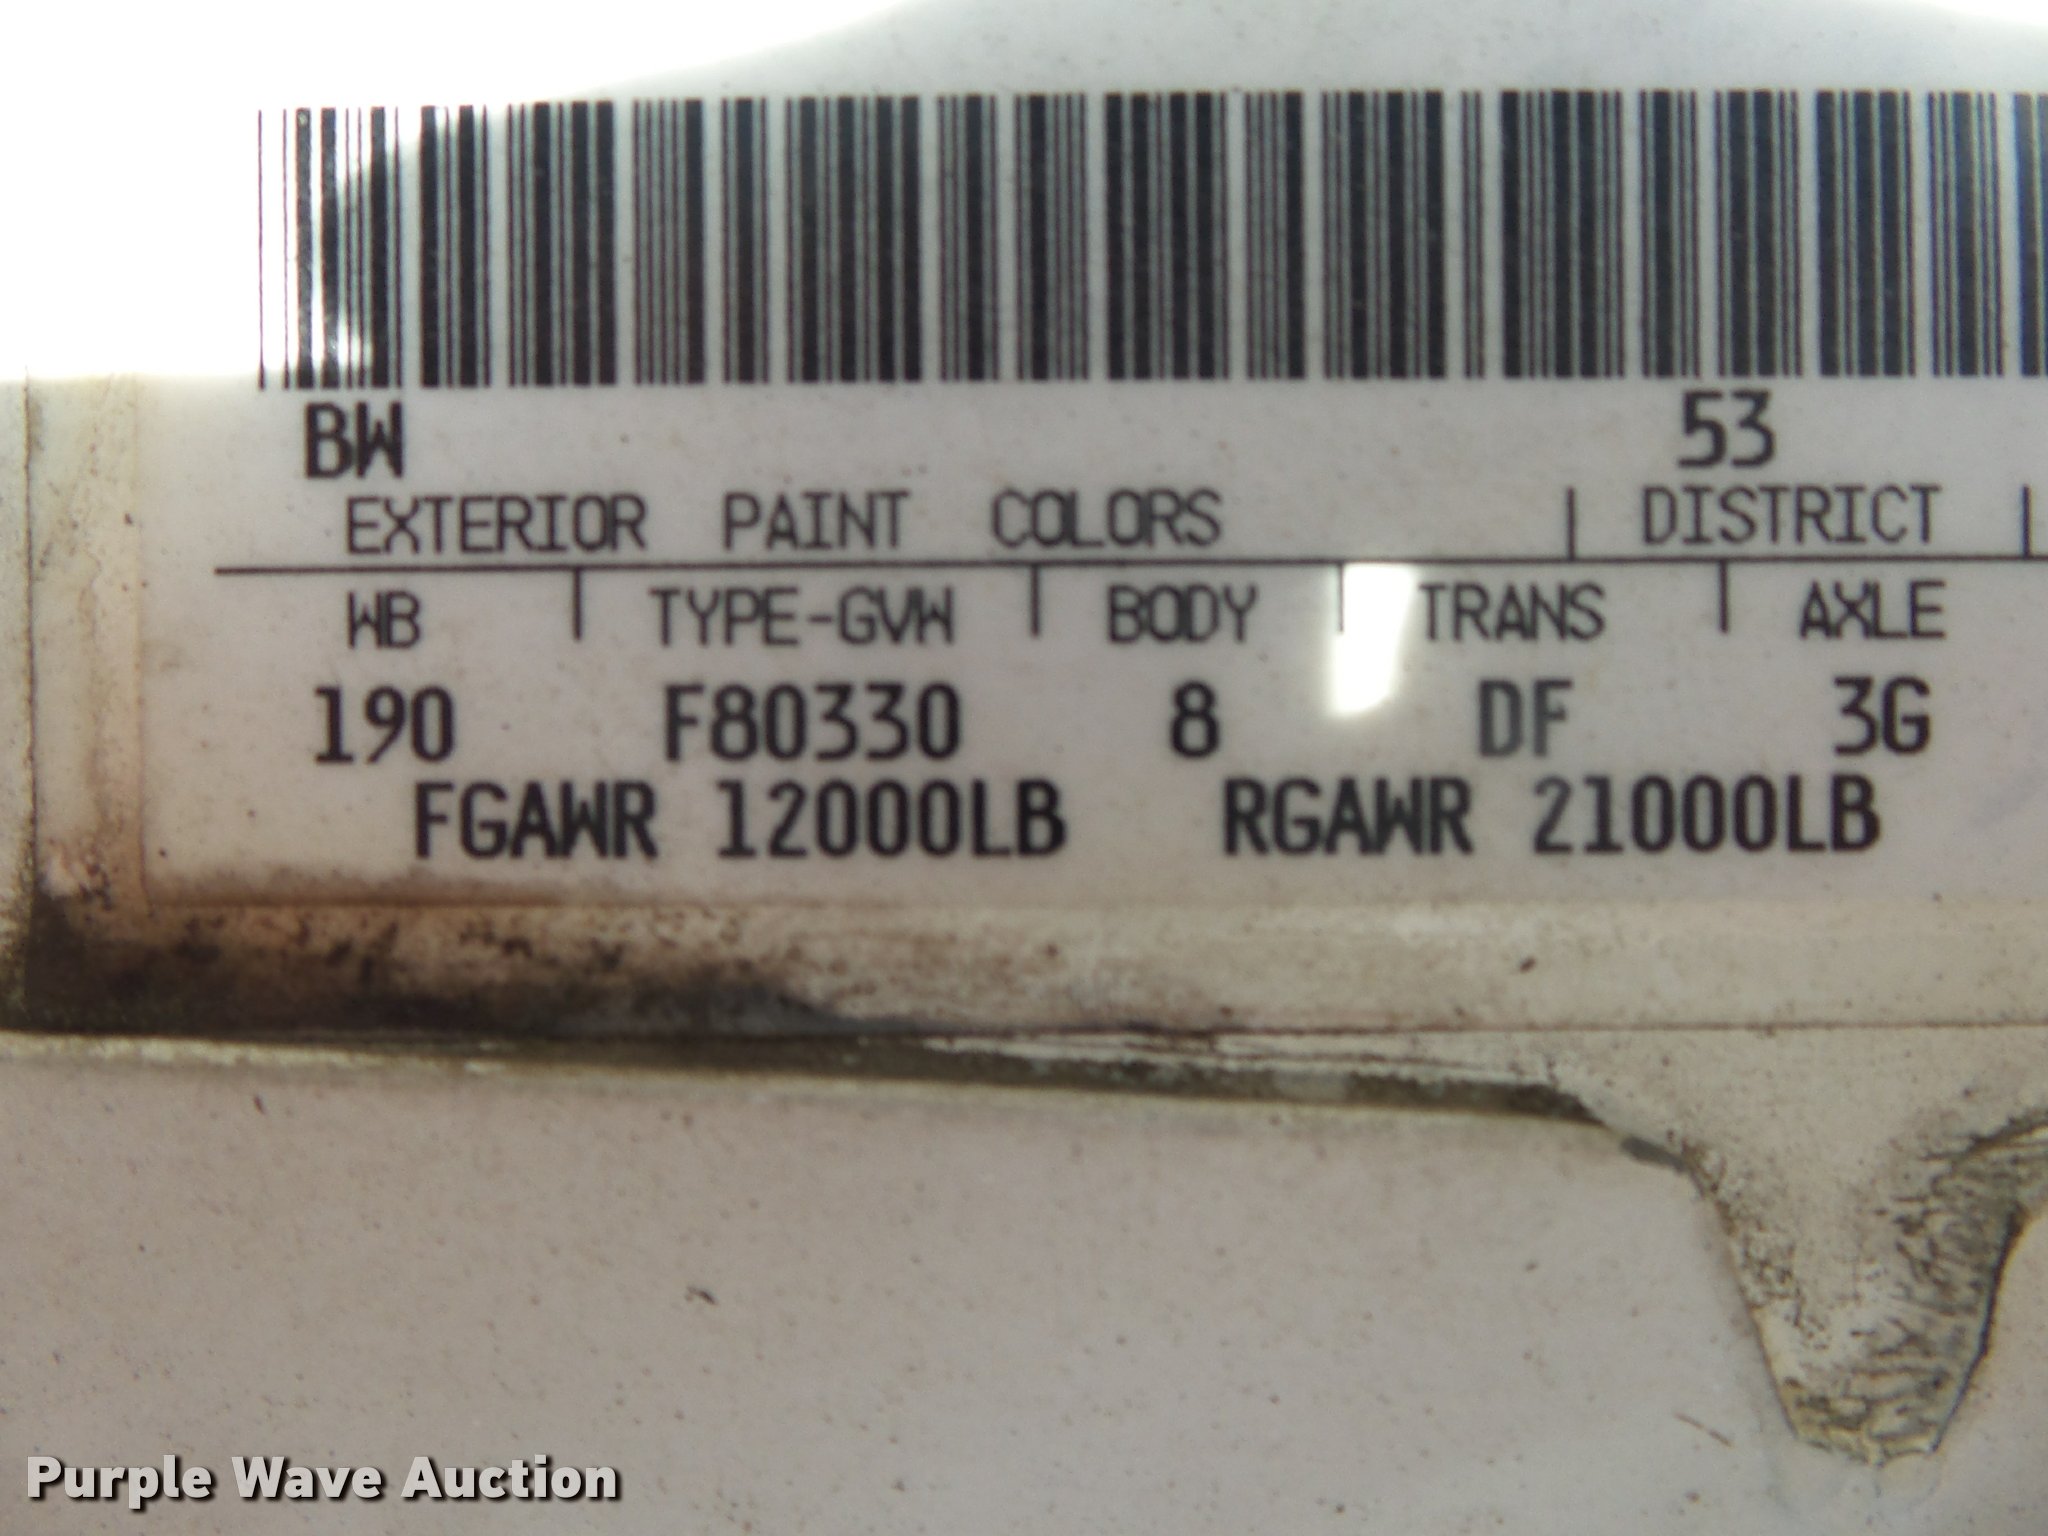 BW 53
EXTERIOR PAINT COLORS | DISTRICT |
WB | TYPE-GVW | BODY | TRANS | AXLE
190 F80330 8 DF 3G
FGAWR 12000LB RGAWR 21000LB
Purple Wave Auction